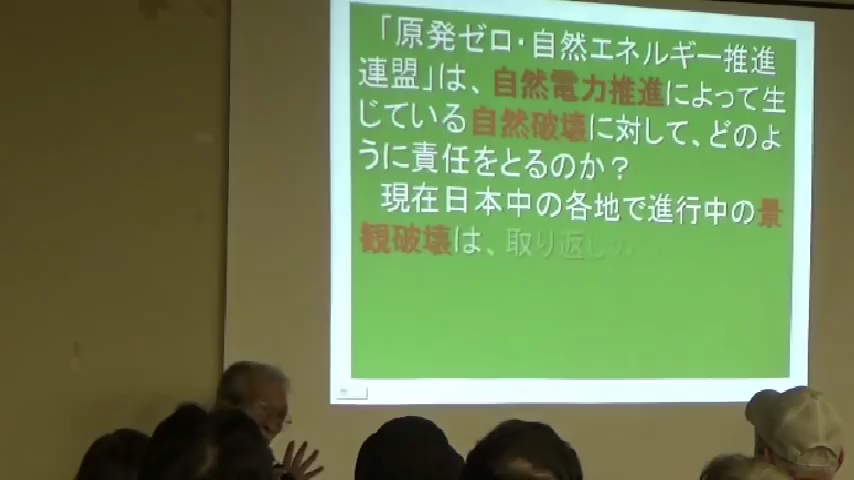 「原発ゼロ・自然エネルギー推進
連盟」は、自然電力推進によって生
じている自然破壊に対して、どのよ
うに責任をとるのか？
現在日本中の各地で進行中の景
観破壊は、取り返しの